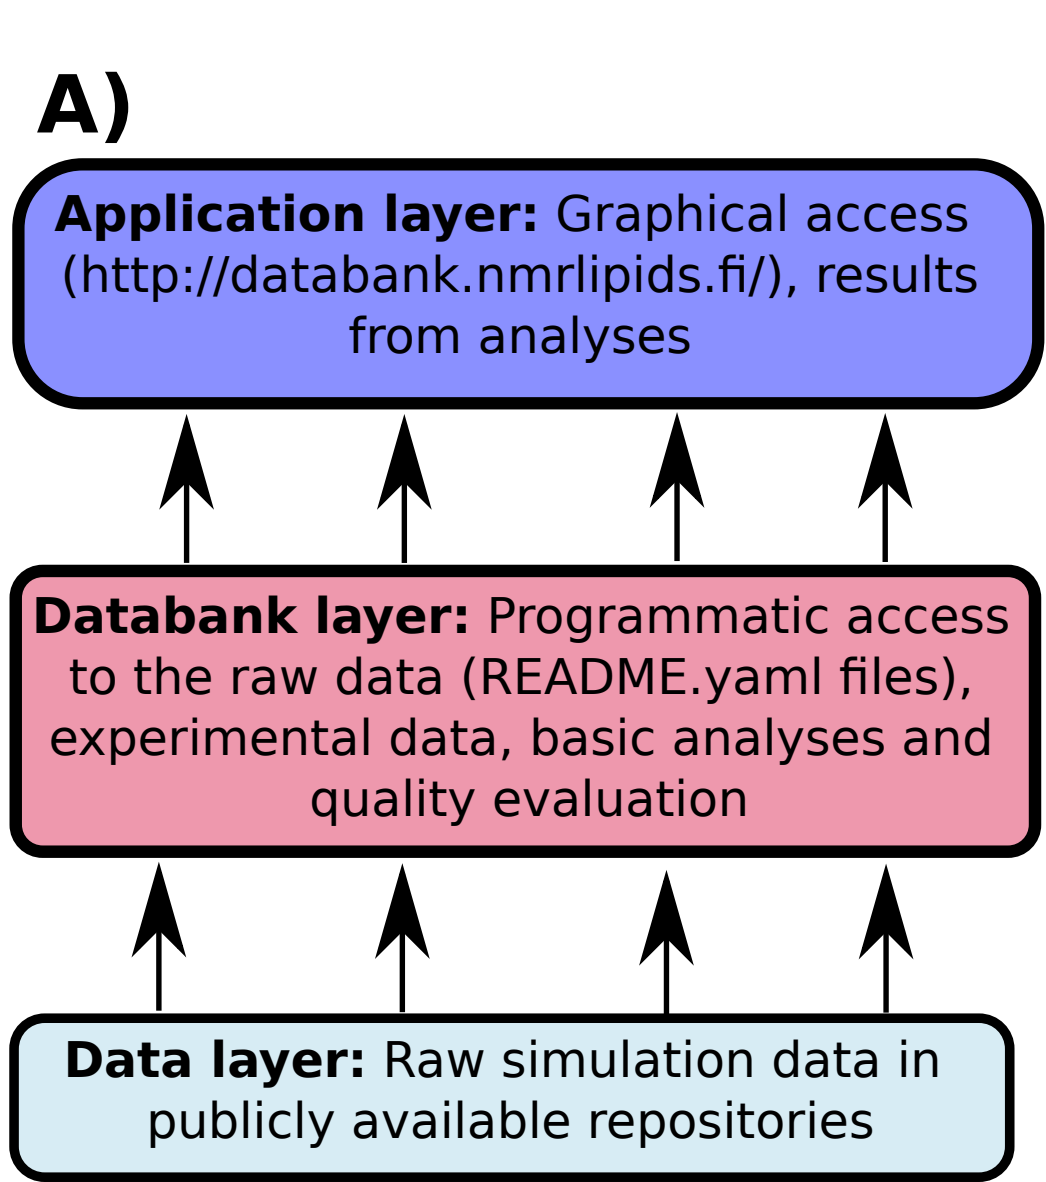 A)
Application layer: Graphical access
(http://databank.nmrlipids.fi/), results
from analyses
Databank layer: Programmatic access
to the raw data (README.yaml files),
experimental data, basic analyses and
quality evaluation
Data layer: Raw simulation data in
publicly available repositories